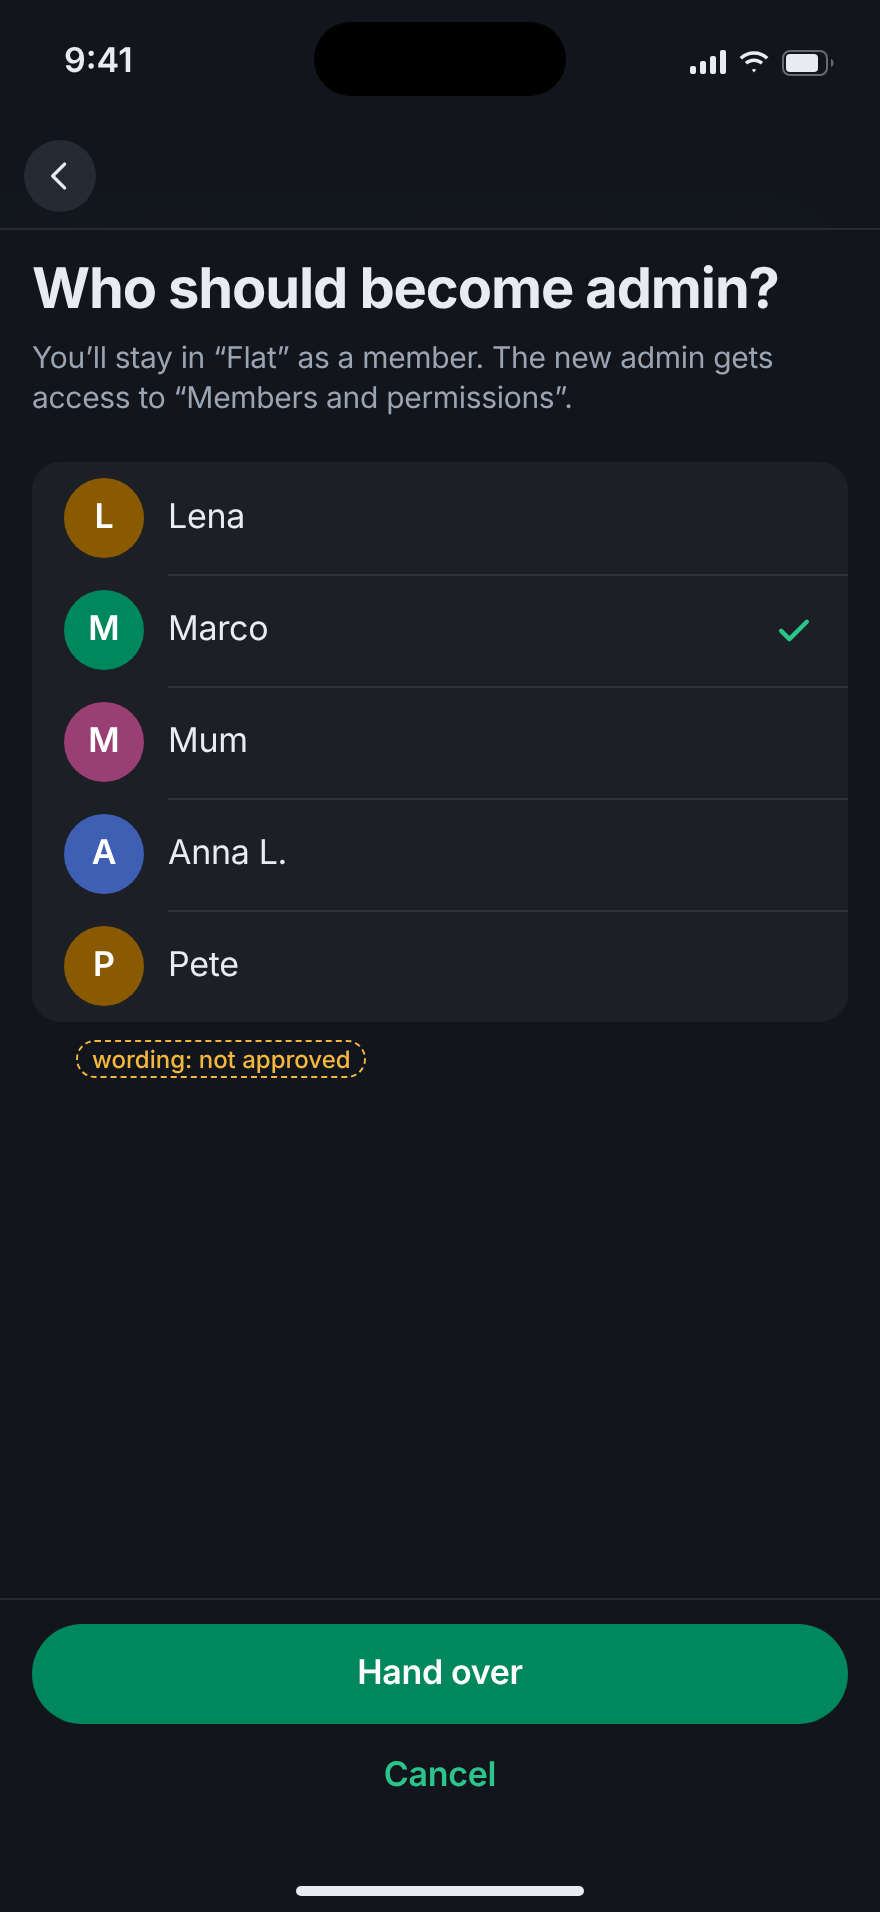 9:41
Who should become admin?
You’ll stay in “Flat” as a member. The new admin gets
access to “Members and permissions”.
L Lena
M Marco
M Mum
A Anna L.
P Pete
wording: not approved
Hand over
Cancel